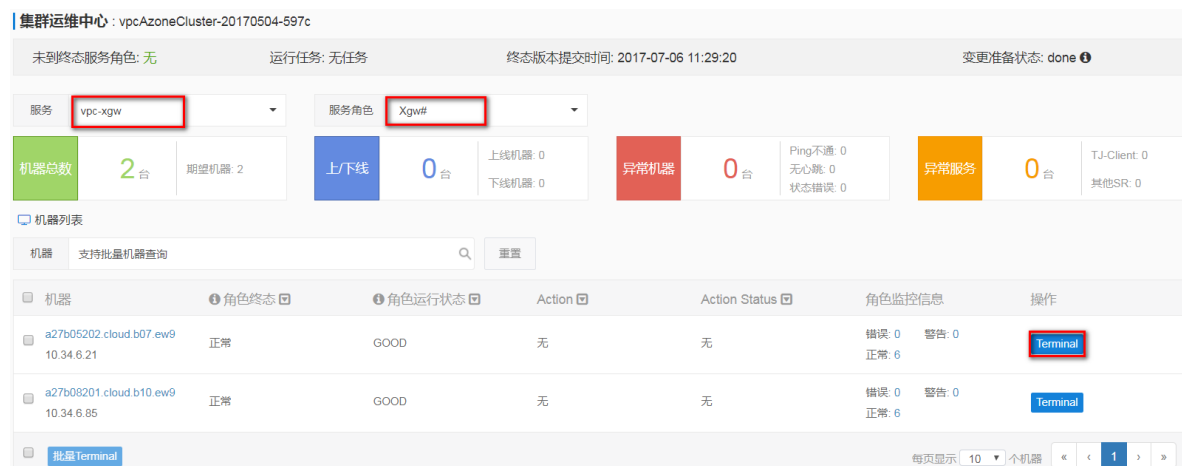 集群运维中心 : vpcAzoneCluster-20170504-597c
未到终态服务角色: 无 运行任务: 无任务 终态版本提交时间: 2017-07-06 11:29:20 变更准备状态: done
服务 vpc-xgw 服务角色 Xgw#
机器总数 2 台 期望机器: 2
上/下线 0 台 上线机器: 0
下线机器: 0
异常机器 0 台 Ping不通: 0
无心跳: 0
状态错误: 0
异常服务 0 台 TJ-Client: 0
其他SR: 0
机器列表
机器 支持批量机器查询 重置
机器 角色终态 角色运行状态 Action Action Status 角色监控信息 操作
a27b05202.cloud.b07.ew9 正常 GOOD 无 无 错误: 0 警告: 0 Terminal
10.34.6.21 正常: 6
a27b08201.cloud.b10.ew9 正常 GOOD 无 无 错误: 0 警告: 0 Terminal
10.34.6.85 正常: 6
批量Terminal 每页显示 10 个机器 « ‹ 1 › »